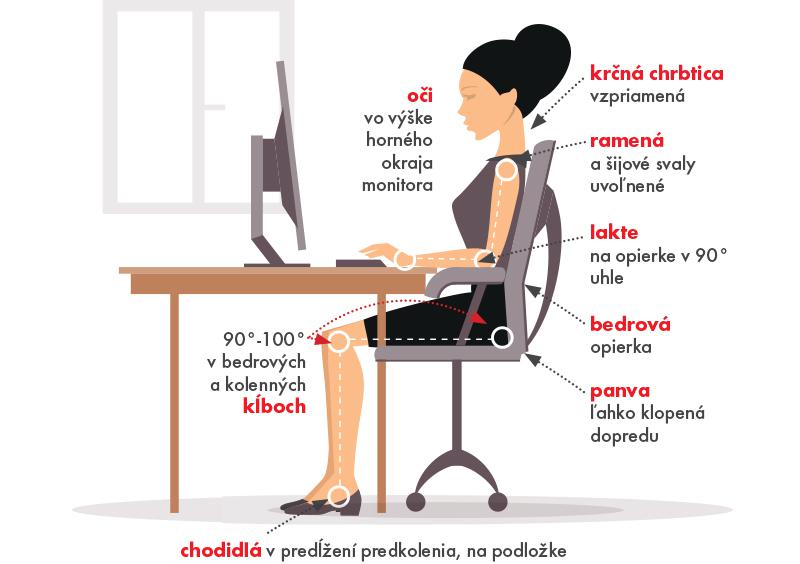 oči
vo výške
horného
okraja
monitora
krčná chrbtica
vzpriamená
ramená
a šijové svaly
uvoľnené
lakte
na opierke v 90°
uhle
bedrová
opierka
panva
ľahko klopená
dopredu
90°-100°
v bedrových
a kolenných
kĺboch
chodidlá v predĺžení predkolenia, na podložke